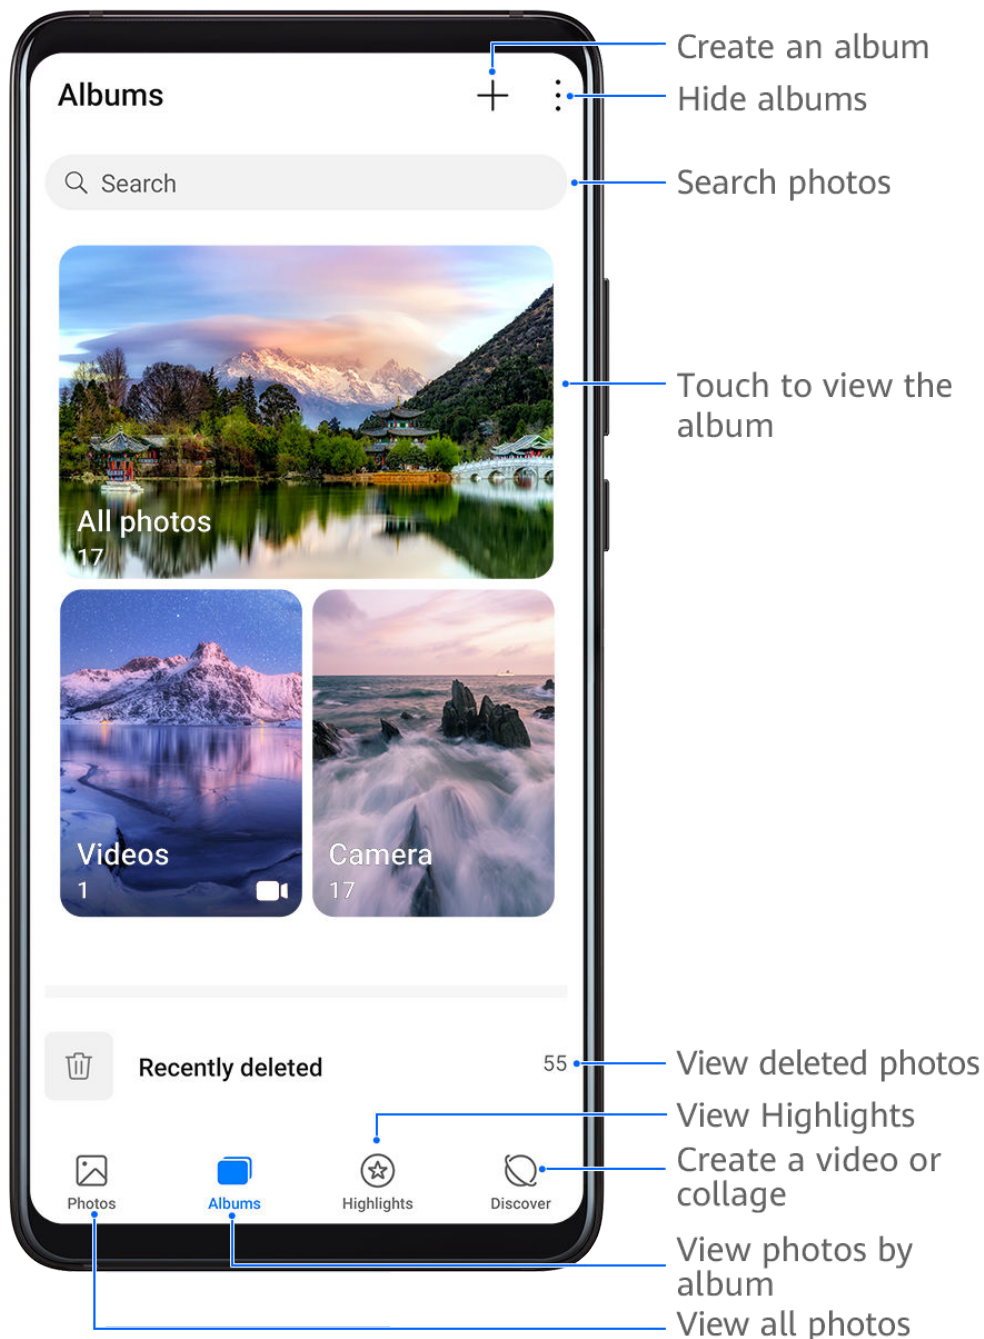 Create an album
Albums
Hide albums
Search
Search photos
Touch to view the
album
All photos
17
Videos
1
Camera
17
Recently deleted
55
View deleted photos
View Highlights
Create a video or
collage
Photos
Albums
Highlights
Discover
View photos by
album
View all photos